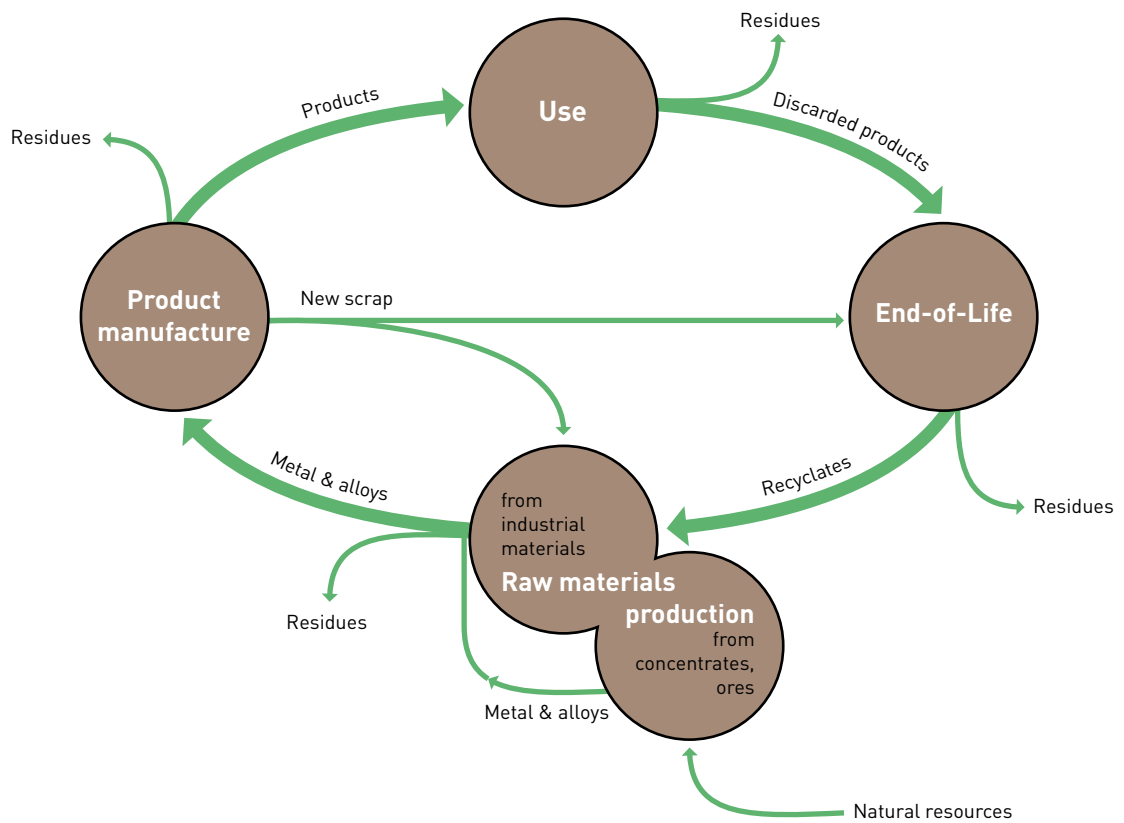 Residues
Use
Products
Discarded products
Residues
Product
manufacture
New scrap
End-of-Life
Metal & alloys
Recyclates
from
industrial
materials
Raw materials
production
from
concentrates,
ores
Residues
Residues
Metal & alloys
Natural resources